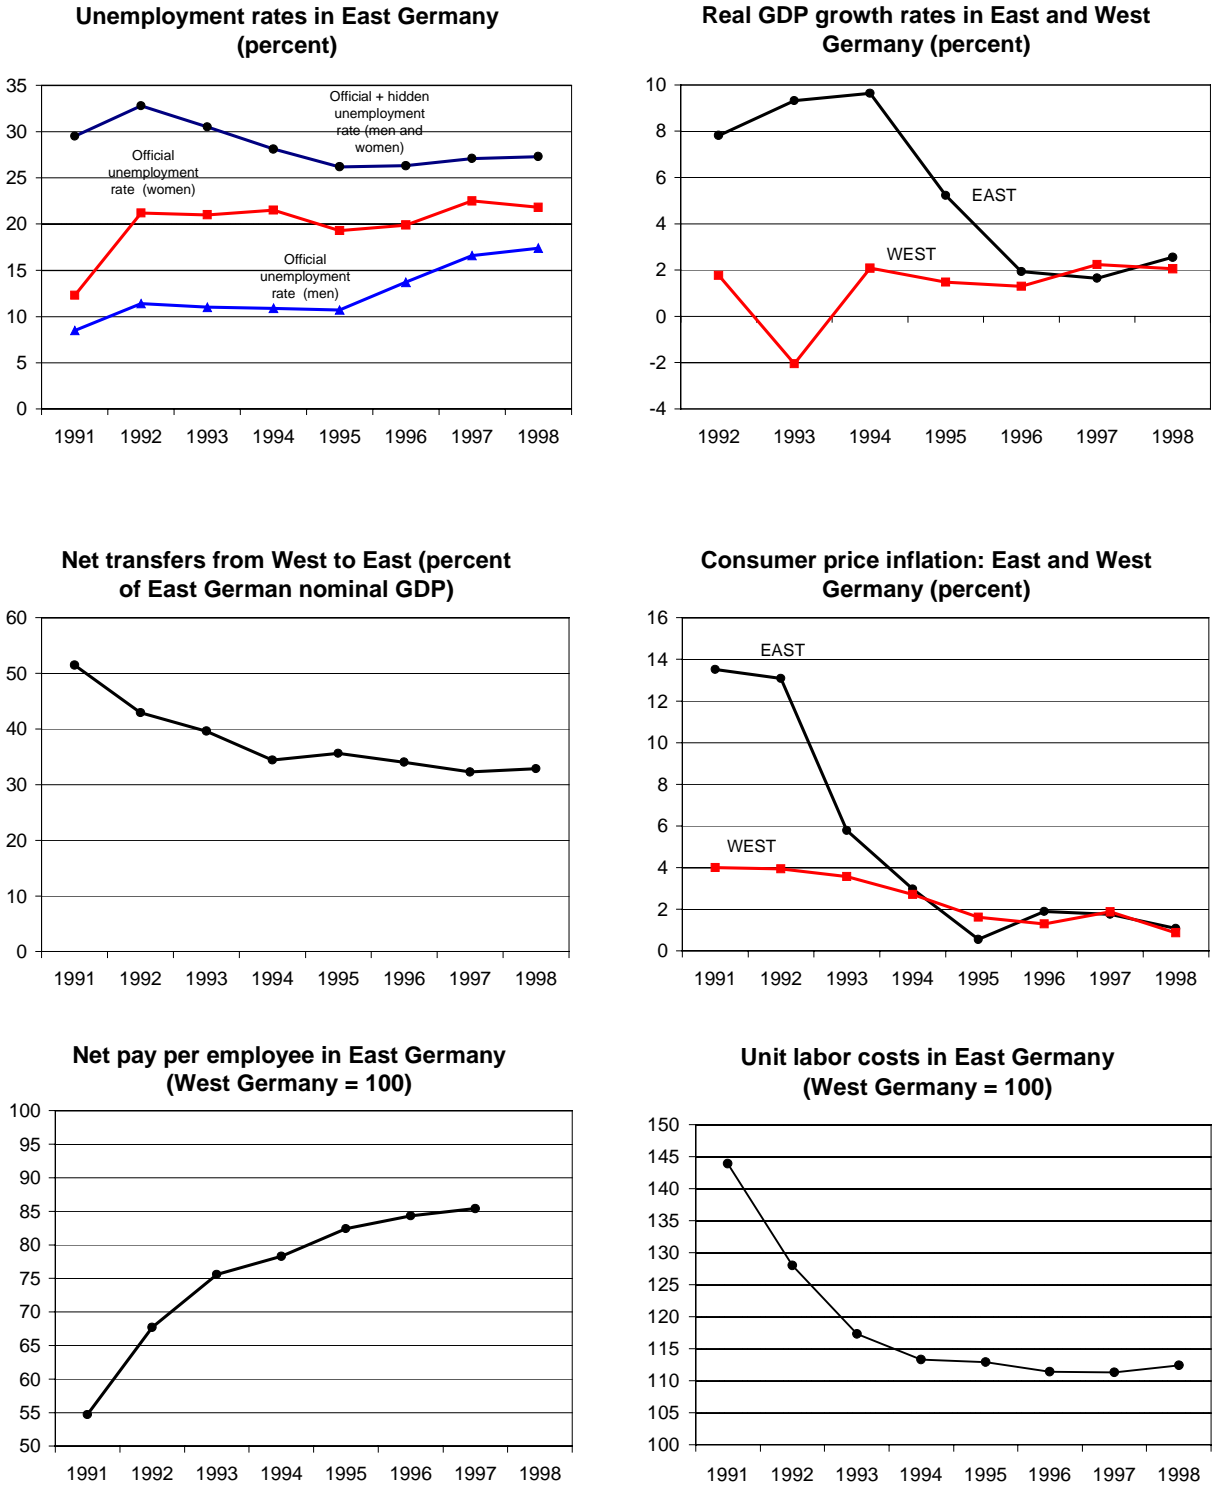 Unemployment rates in East Germany
(percent)
35
30
25
20
15
10
5
0
Official + hidden
unemployment
rate (men and
women)
Official
unemployment
rate (women)
Official
unemployment
rate (men)
1991 1992 1993 1994 1995 1996 1997 1998
Real GDP growth rates in East and West
Germany (percent)
10
8
6
4
2
0
-2
-4
EAST
WEST
1992 1993 1994 1995 1996 1997 1998
Net transfers from West to East (percent
of East German nominal GDP)
60
50
40
30
20
10
0
1991 1992 1993 1994 1995 1996 1997 1998
Consumer price inflation: East and West
Germany (percent)
16
14
12
10
8
6
4
2
0
EAST
WEST
1991 1992 1993 1994 1995 1996 1997 1998
Net pay per employee in East Germany
(West Germany = 100)
100
95
90
85
80
75
70
65
60
55
50
1991 1992 1993 1994 1995 1996 1997 1998
Unit labor costs in East Germany
(West Germany = 100)
150
145
140
135
130
125
120
115
110
105
100
1991 1992 1993 1994 1995 1996 1997 1998